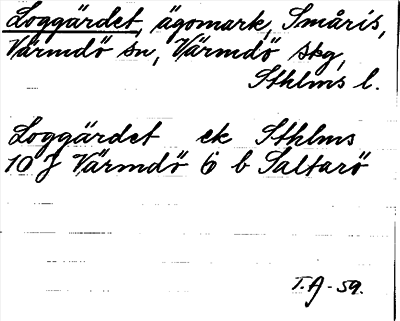 Loggärdet, ägomark, Småris,
Värmdö sn, Värmdö skg,
Sthlms l.
Loggärdet ek Sthlms
10 J Värmdö 6 b Saltarö
T. A - 59.